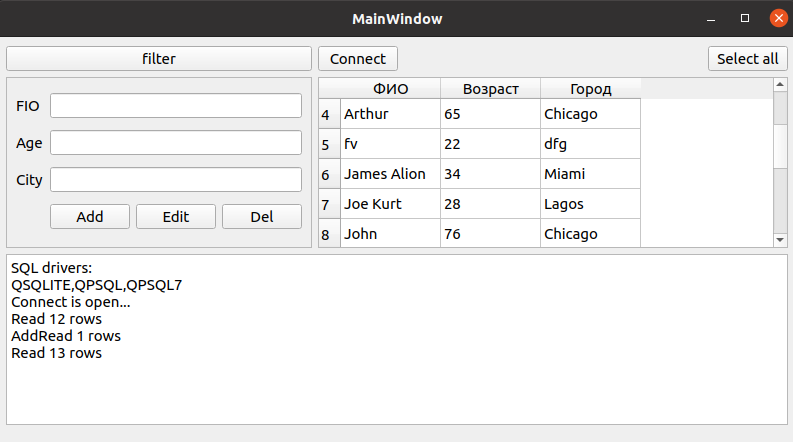 MainWindow
filter
Connect
Select all
FIO
Age
City
Add Edit Del
ФИО Возраст Город
4 Arthur 65 Chicago
5 fv 22 dfg
6 James Alion 34 Miami
7 Joe Kurt 28 Lagos
8 John 76 Chicago
SQL drivers:
QSQLITE,QPSQL,QPSQL7
Connect is open...
Read 12 rows
AddRead 1 rows
Read 13 rows